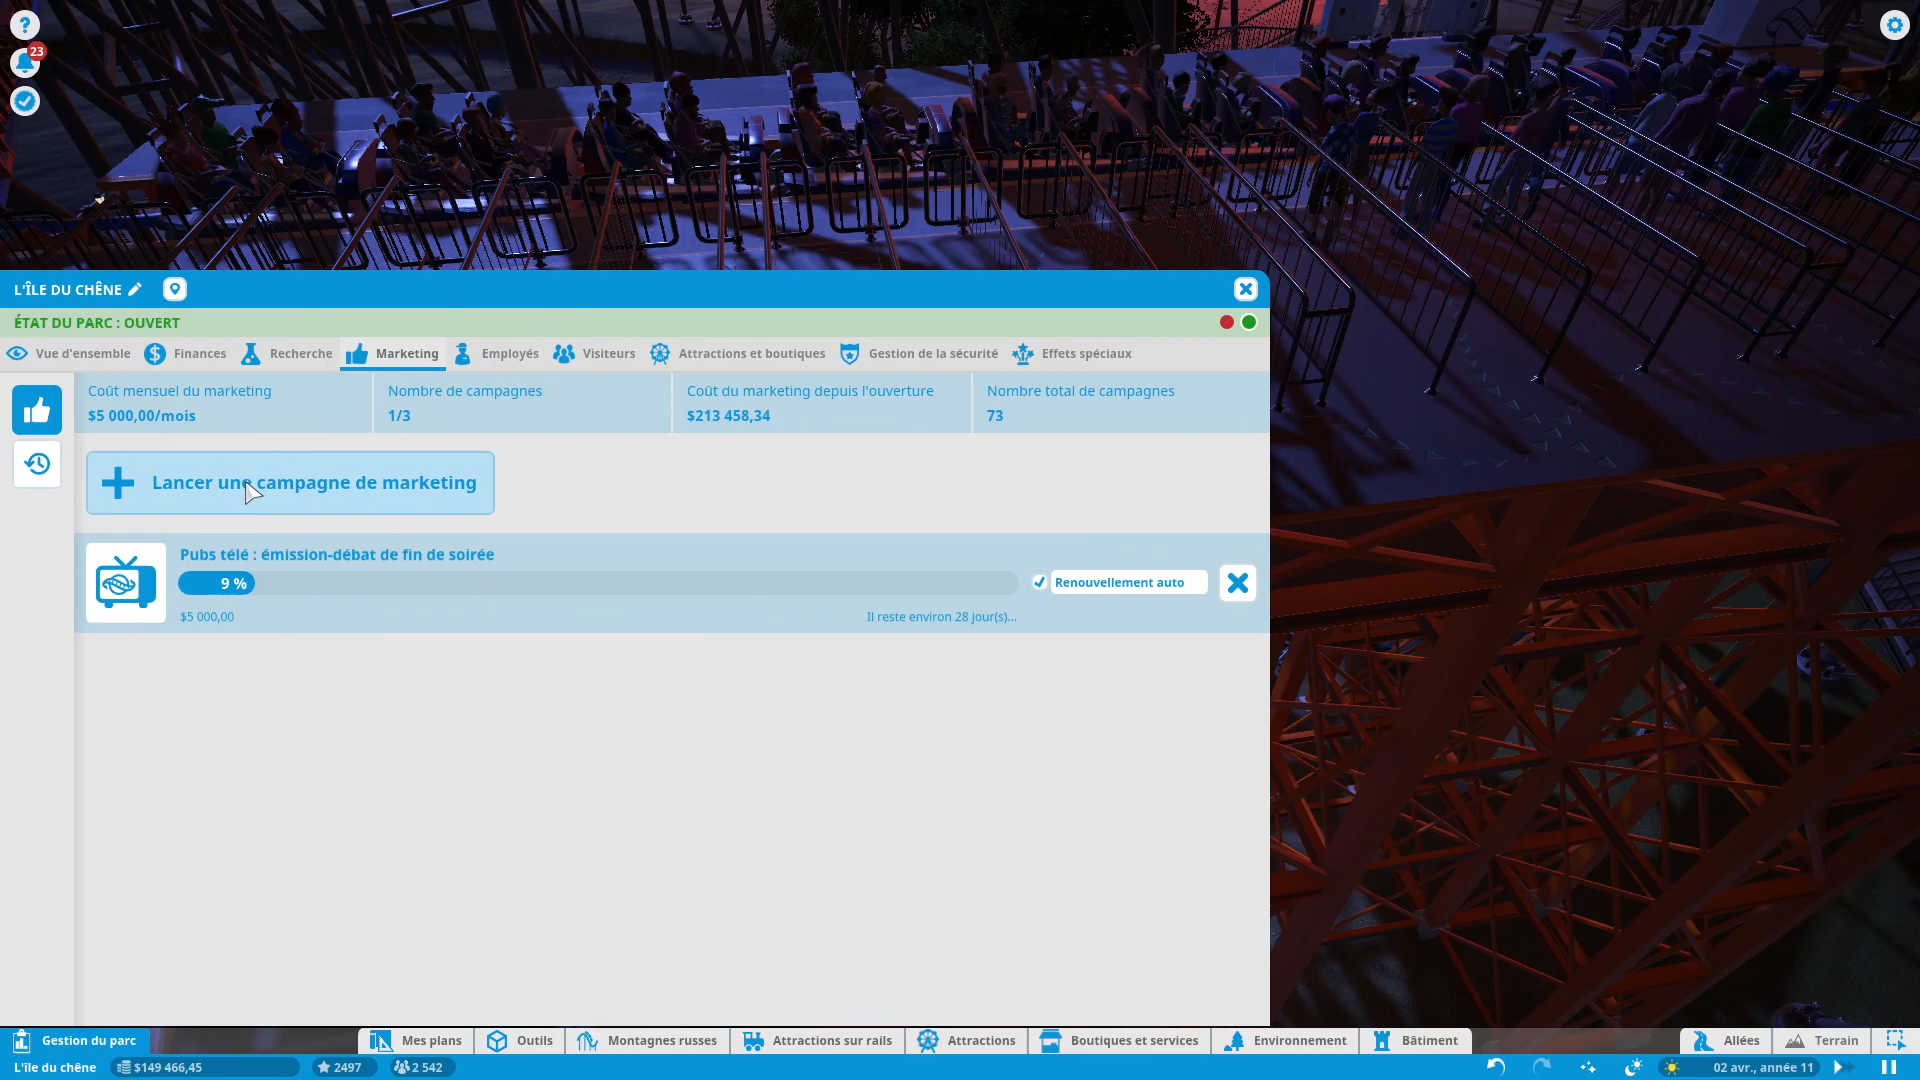 ?
23
L'ÎLE DU CHÊNE
ÉTAT DU PARC : OUVERT
Vue d'ensemble
Finances
Recherche
Marketing
Employés
Visiteurs
Attractions et boutiques
Gestion de la sécurité
Effets spéciaux
Coût mensuel du marketing
$5 000,00/mois
Nombre de campagnes
1/3
Coût du marketing depuis l'ouverture
$213 458,34
Nombre total de campagnes
73
Lancer une campagne de marketing
Pubs télé : émission-débat de fin de soirée
9 %
Renouvellement auto
$5 000,00
Il reste environ 28 jour(s)...
Gestion du parc
Mes plans
Outils
Montagnes russes
Attractions sur rails
Attractions
Boutiques et services
Environnement
Bâtiment
Allées
Terrain
L'île du chêne
$149 466,45
2497
2 542
02 avr., année 11